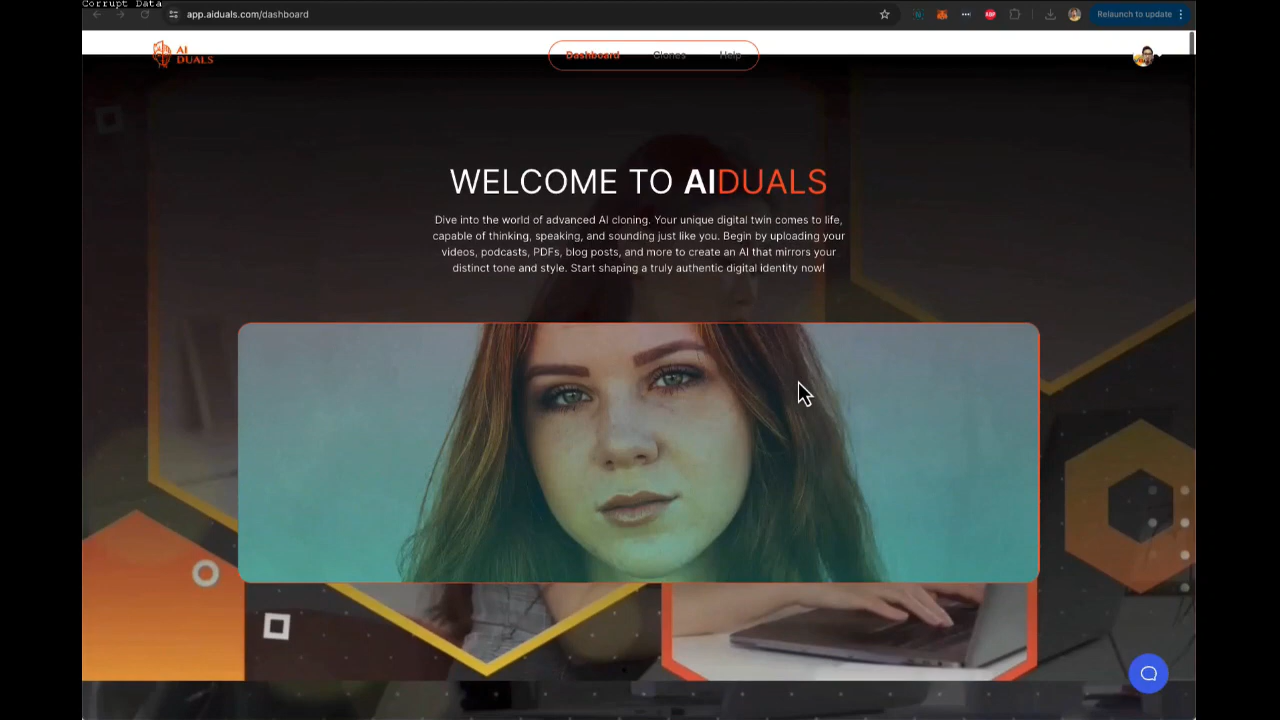 Corrupt Data
app.aiduals.com/dashboard
Relaunch to update
AI
DUALS
Dashboard
Clones
Help
WELCOME TO AIDUALS
Dive into the world of advanced AI cloning. Your unique digital twin comes to life,
capable of thinking, speaking, and sounding just like you. Begin by uploading your
videos, podcasts, PDFs, blog posts, and more to create an AI that mirrors your
distinct tone and style. Start shaping a truly authentic digital identity now!